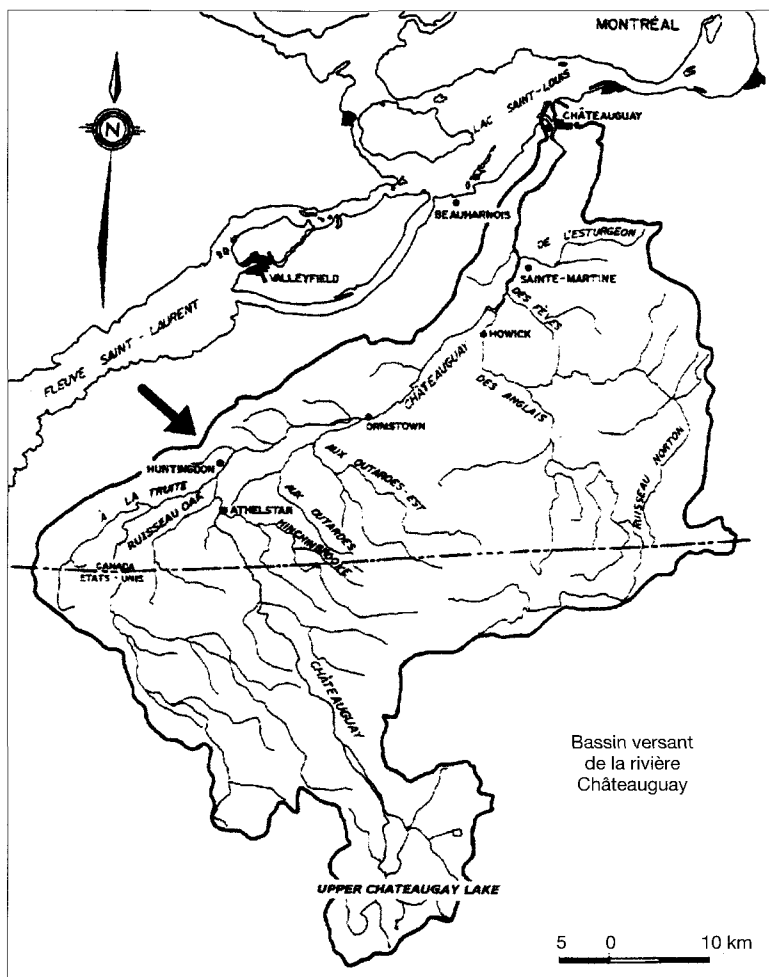 MONTRÉAL
LAC SAINT-LOUIS
CHÂTEAUGUAY
N
BEAUHARNOIS
DE L'ESTURGEON
VALLEYFIELD
SAINTE-MARTINE
DES FÈVES
FLEUVE SAINT-LAURENT
HOWICK
CHÂTEAUGUAY
DES ANGLAIS
ORMSTOWN
HUNTINGDON
AUX OUTARDES-EST
RUISSEAU NORTON
À LA TRUITE
RUISSEAU OAK
AUX OUTARDES
ATHELSTAN
HINCHINBROOKE
CANADA
ETATS-UNIS
CHÂTEAUGUAY
Bassin versant
de la rivière
Châteauguay
UPPER CHATEAUGAY LAKE
5 0 10 km